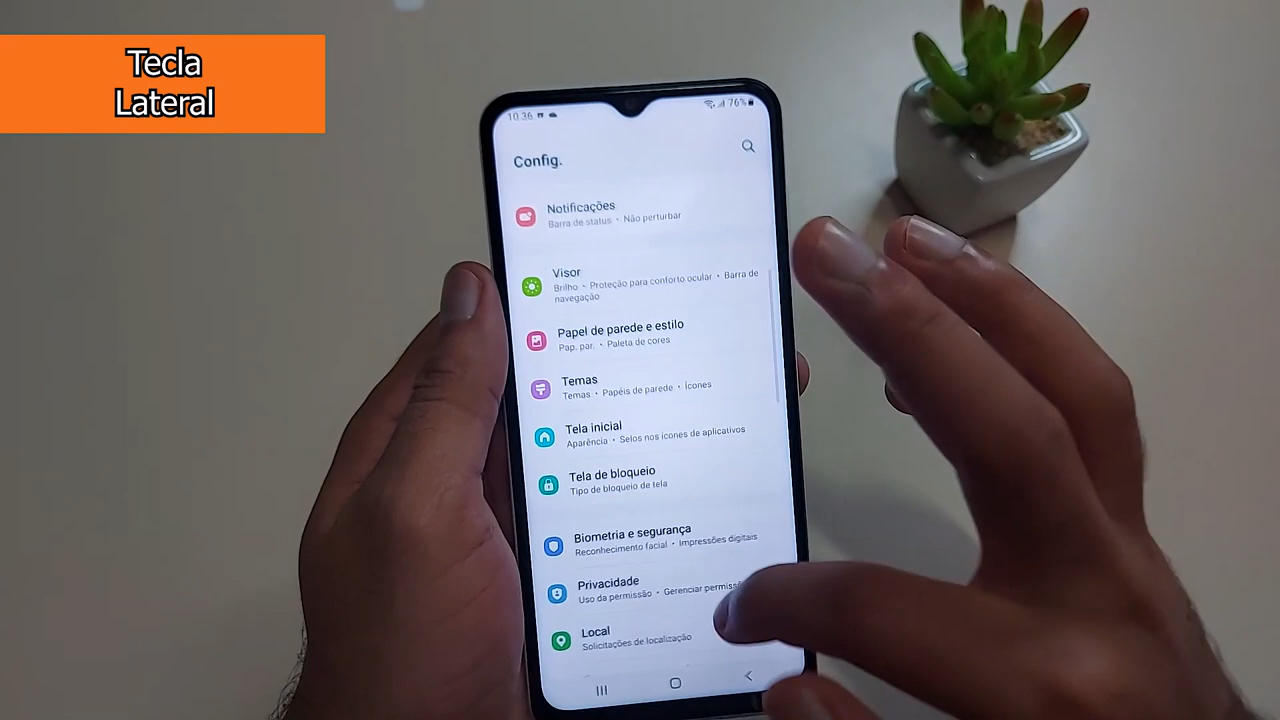 Tecla
Lateral
10:36
76%
Config.
Notificações
Barra de status • Não perturbar
Visor
Brilho • Proteção para conforto ocular • Barra de
navegação
Papel de parede e estilo
Pap. par. • Paleta de cores
Temas
Temas • Papéis de parede • Ícones
Tela inicial
Aparência • Selos nos ícones de aplicativos
Tela de bloqueio
Tipo de bloqueio de tela
Biometria e segurança
Reconhecimento facial • Impressões digitais
Privacidade
Uso da permissão • Gerenciar
Local
Solicitações de localização